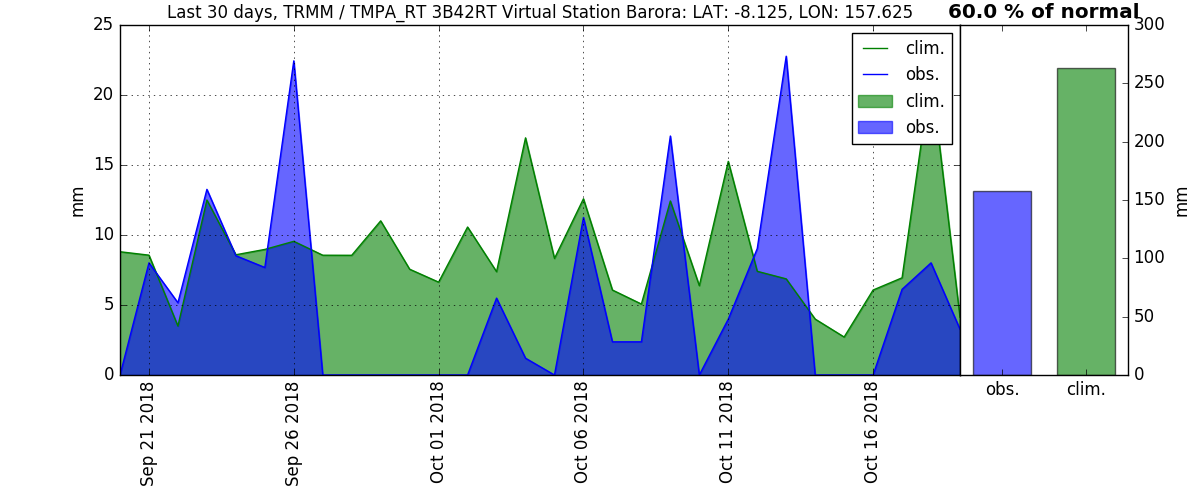 Last 30 days, TRMM / TMPA_RT 3B42RT Virtual Station Barora: LAT: -8.125, LON: 157.625
60.0 % of normal
25
20
15
10
5
0
mm
clim.
obs.
clim.
obs.
Sep 21 2018
Sep 26 2018
Oct 01 2018
Oct 06 2018
Oct 11 2018
Oct 16 2018
300
250
200
150
100
50
0
mm
obs.
clim.